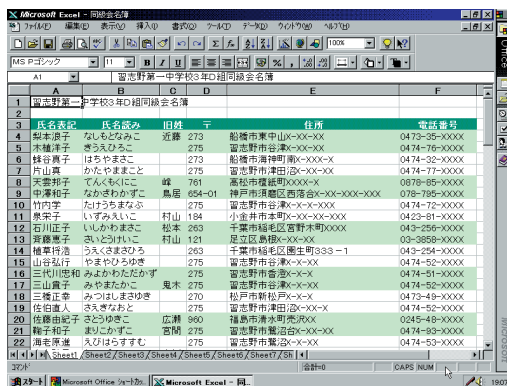 Microsoft Excel - 同級会名簿
ファイル(F) 編集(E) 表示(V) 挿入(I) 書式(O) ツール(T) データ(D) ウィンドウ(W) ヘルプ(H)
100%
MS Pゴシック 11 B I U
A1 習志野第一中学校3年D組同級会名簿
A B C D E F
1 習志野第一中学校3年D組同級会名簿
2
3 氏名表記 氏名読み 旧姓 〒 住所 電話番号
4 梨本浪子 なしもとなみこ 近藤 273 船橋市東中山X-XX-XX 0473-35-XXXX
5 木植洋子 きうえひろこ 275 習志野市谷津X-XX-XX 0474-76-XXXX
6 蜂谷真子 はちやまさこ 273 船橋市海神町南X-XXX-X 0474-32-XXXX
7 片山真 かたやままこと 275 習志野市津田沼X-XX-XX 0474-77-XXXX
8 天雲邦子 てんくもくにこ 峰 761 高松市檀紙町XXXX-X 0878-85-XXXX
9 中澤和子 なかざわかずこ 鳥居 654-01 神戸市須磨区西落合X-XX-XXX-XXX 078-795-XXXX
10 竹内学 たけうちまなぶ 275 習志野市谷津X-X-XXX 0474-72-XXXX
11 泉栄子 いずみえいこ 村山 184 小金井市本町X-XX-XX-XXX 0423-81-XXXX
12 石川正子 いしかわまさこ 松本 263 千葉市稲毛区宮野木町XXXX 043-256-XXXX
13 斉藤恵子 さいとうけいこ 村山 121 足立区島根X-XX-XX 03-3858-XXXX
14 植草将浩 うえくさまさひろ 263 千葉市稲毛区園生町333-1 043-254-XXXX
15 山谷弘行 やまやひろゆき 275 習志野市谷津X-X-XX 0474-52-XXXX
16 三代川忠和 みよかわただかず 275 習志野市香澄X-X-X 0474-51-XXXX
17 三山貴子 みやまたかこ 鬼木 275 習志野市谷津X-X-XX 0474-52-XXXX
18 三橋正幸 みつはしまさゆき 270 松戸市新松戸X-X-X 0473-49-XXXX
19 佐伯直人 さえきなおと 275 習志野市津田沼X-X-XX 0474-52-XXXX
20 佐藤由紀子 さとうゆきこ 広瀬 960 福島市清水町売沢XX 0245-48-XXXX
21 鞠子和子 まりこかずこ 宮間 275 習志野市鷺沼台X-XX-XX 0474-93-XXXX
22 海老原進 えびはらすすむ 275 習志野市鷺沼X-XX-XX 0474-53-XXXX
Sheet1 Sheet2 Sheet3 Sheet4 Sheet5 Sheet6 Sheet7 Sh
コマンド 合計=0 CAPS NUM
スタート Microsoft Office ショートカッ... Microsoft Excel - 同... 19:07
Office
Microsoft